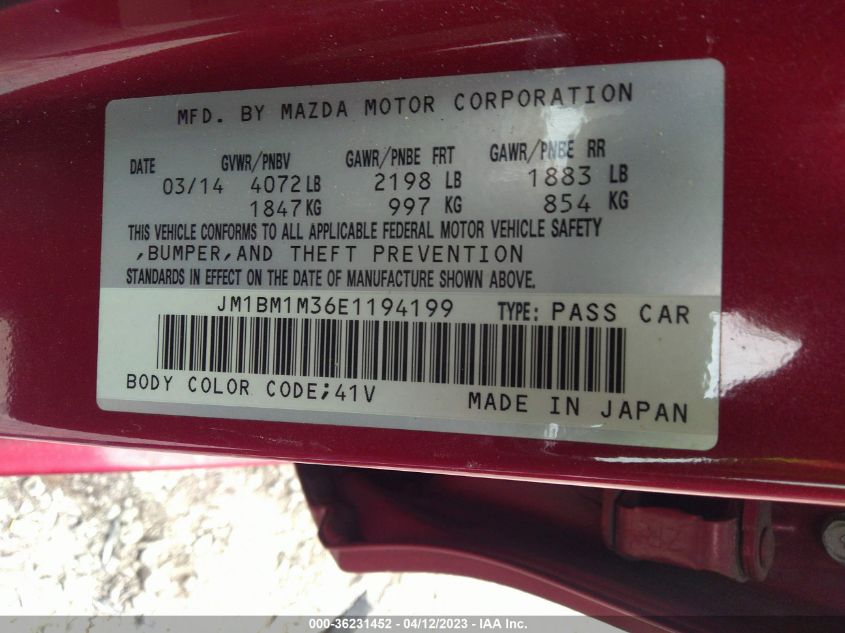 MFD. BY MAZDA MOTOR CORPORATION
DATE GVWR/PNBV GAWR/PNBE FRT GAWR/PNBE RR
03/14 4072 LB 2198 LB 1883 LB
1847 KG 997 KG 854 KG
THIS VEHICLE CONFORMS TO ALL APPLICABLE FEDERAL MOTOR VEHICLE SAFETY
,BUMPER,AND THEFT PREVENTION
STANDARDS IN EFFECT ON THE DATE OF MANUFACTURE SHOWN ABOVE.
JM1BM1M36E1194199 TYPE: PASS CAR
BODY COLOR CODE;41V MADE IN JAPAN
000-36231452 - 04/12/2023 - IAA Inc.